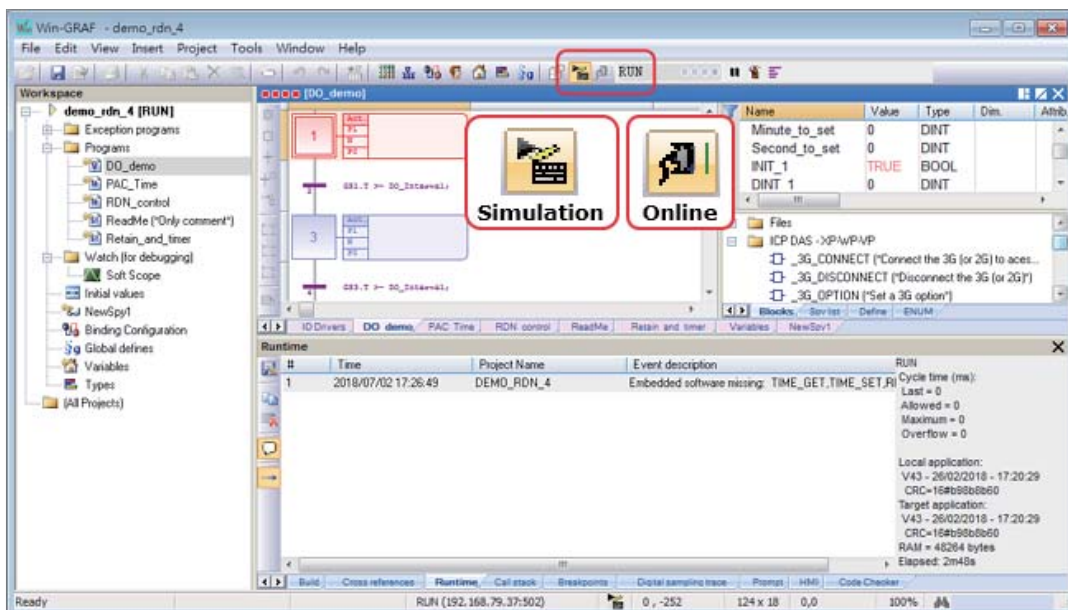 Win-GRAF - demo_rdn_4
File Edit View Insert Project Tools Window Help
RUN
Workspace
demo_rdn_4 [RUN]
Exception programs
Programs
DO_demo
PAC_Time
RDN_control
ReadMe (*Only comment*)
Retain_and_timer
Watch (for debugging)
Soft Scope
Initial values
NewSpy1
Binding Configuration
Global defines
Variables
Types
(All Projects)
[DO_demo]
1
GS1.T >= DO_Interval;
3
GS3.T >= DO_Interval;
Simulation
Online
Name Value Type Dim. Attrib.
Minute_to_set 0 DINT
Second_to_set 0 DINT
INIT_1 TRUE BOOL
DINT_1 0 DINT
Files
ICP DAS - XP-WP-VP
_3G_CONNECT (*Connect the 3G (or 2G) to aces...
_3G_DISCONNECT (*Disconnect the 3G (or 2G)*)
_3G_OPTION (*Set a 3G option*)
Blocks Spy list Define ENUM
IO Drivers DO demo PAC Time RDN control ReadMe Retain and timer Variables NewSpy1
Runtime
# Time Project Name Event description
1 2018/07/02 17:26:49 DEMO_RDN_4 Embedded software missing: TIME_GET,TIME_SET,RI
RUN
Cycle time (ms):
Last = 0
Allowed = 0
Maximum = 0
Overflow = 0
Local application:
V43 - 26/02/2018 - 17:20:29
CRC=16#b98b8b60
Target application:
V43 - 26/02/2018 - 17:20:29
CRC=16#b98b8b60
RAM = 48264 bytes
Elapsed: 2m48s
Build Cross references Runtime Call stack Breakpoints Digital sampling trace Prompt HMI Code Checker
Ready RUN (192.168.79.37:502) 0 , -252 124 x 18 0,0 100%